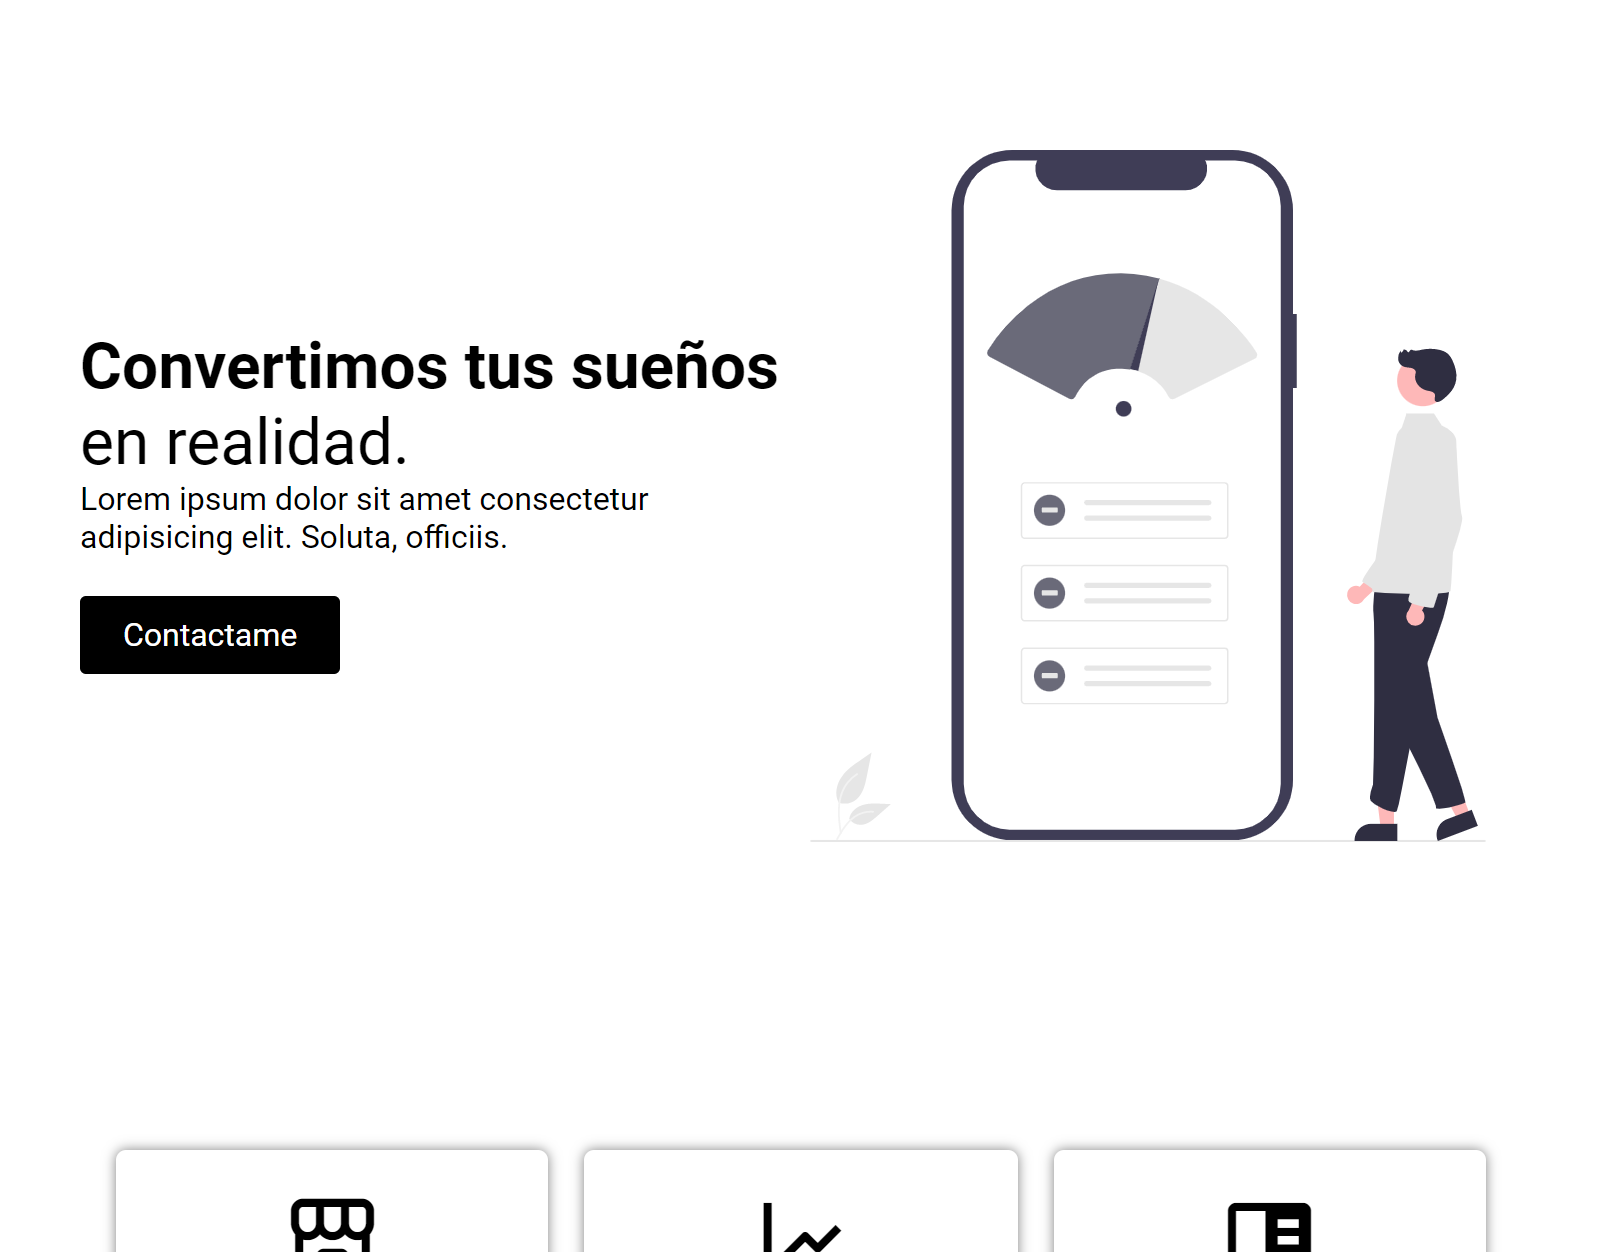 Convertimos tus sueños
en realidad.
Lorem ipsum dolor sit amet consectetur
adipisicing elit. Soluta, officiis.
Contactame